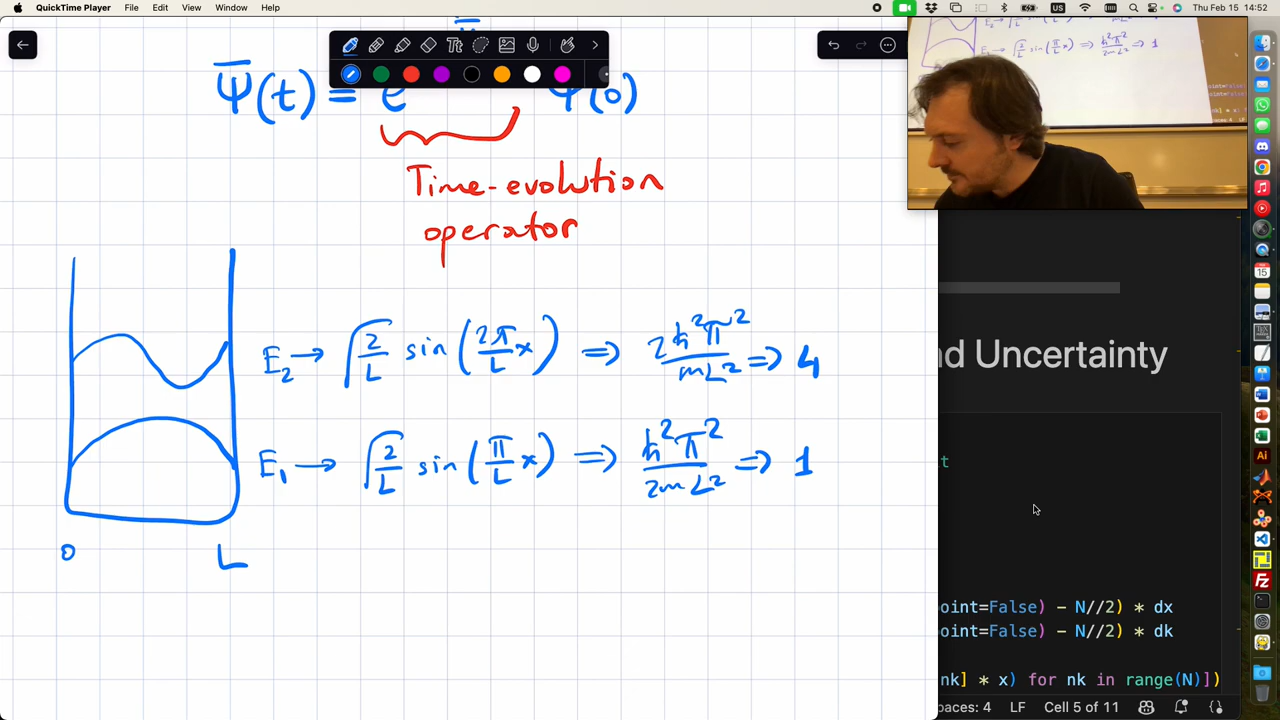 QuickTime Player File Edit View Window Help
US
Thu Feb 15 14:52
Ψ(t) = e Ψ(0)
Time-evolution
operator
E₂ → √2/L sin(2π/L x) ⇒ 2ħ²π²/mL² ⇒ 4
E₁ → √2/L sin(π/L x) ⇒ ħ²π²/2mL² ⇒ 1
0 L
nd Uncertainty
t
oint=False) - N//2) * dx
oint=False) - N//2) * dk
nk] * x) for nk in range(N)])
paces: 4 LF Cell 5 of 11